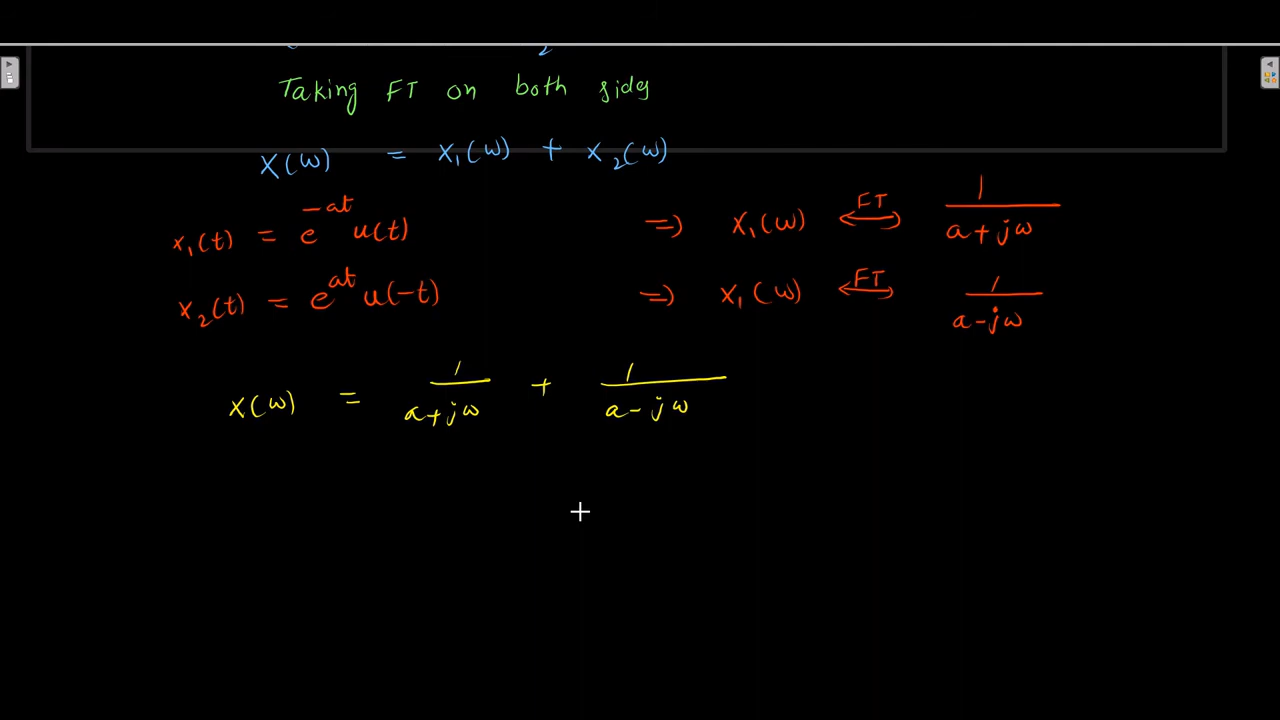 Taking FT on both sides
X(ω) = X₁(ω) + X₂(ω)
x₁(t) = e^{-at} u(t) ⇒ X₁(ω) ⟷^{FT} 1/(a+jω)
x₂(t) = e^{at} u(-t) ⇒ X₁(ω) ⟷^{FT} 1/(a-jω)
X(ω) = 1/(a+jω) + 1/(a-jω)